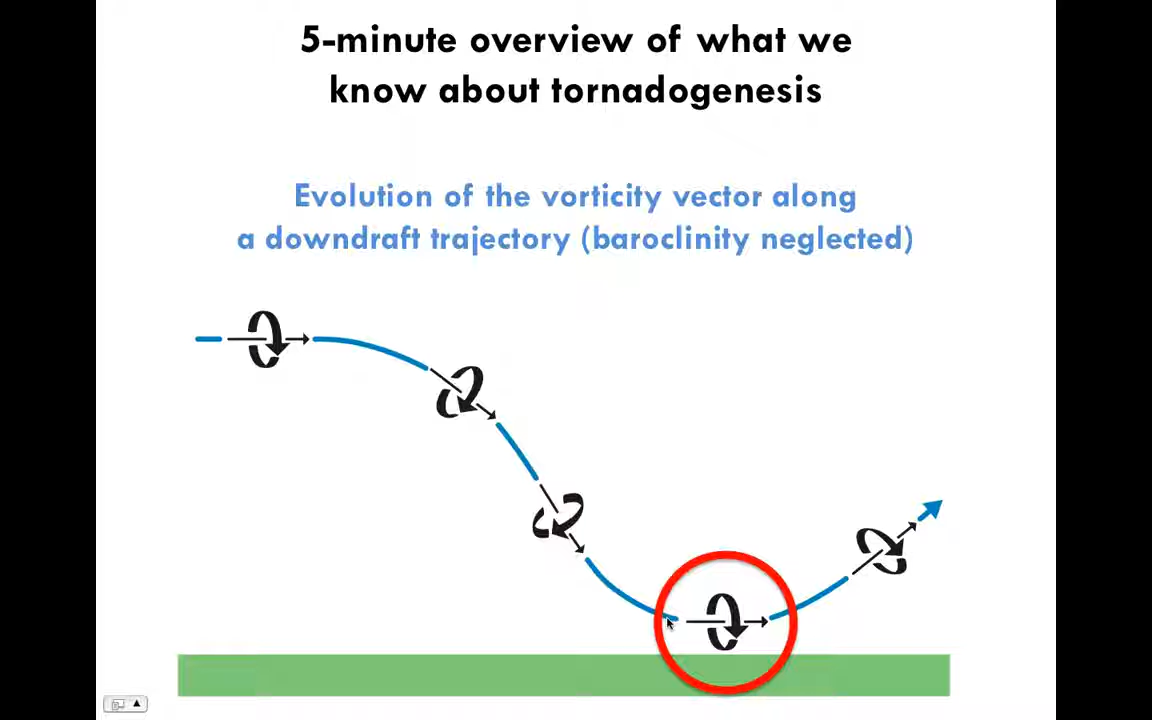 5-minute overview of what we
know about tornadogenesis
Evolution of the vorticity vector along
a downdraft trajectory (baroclinity neglected)